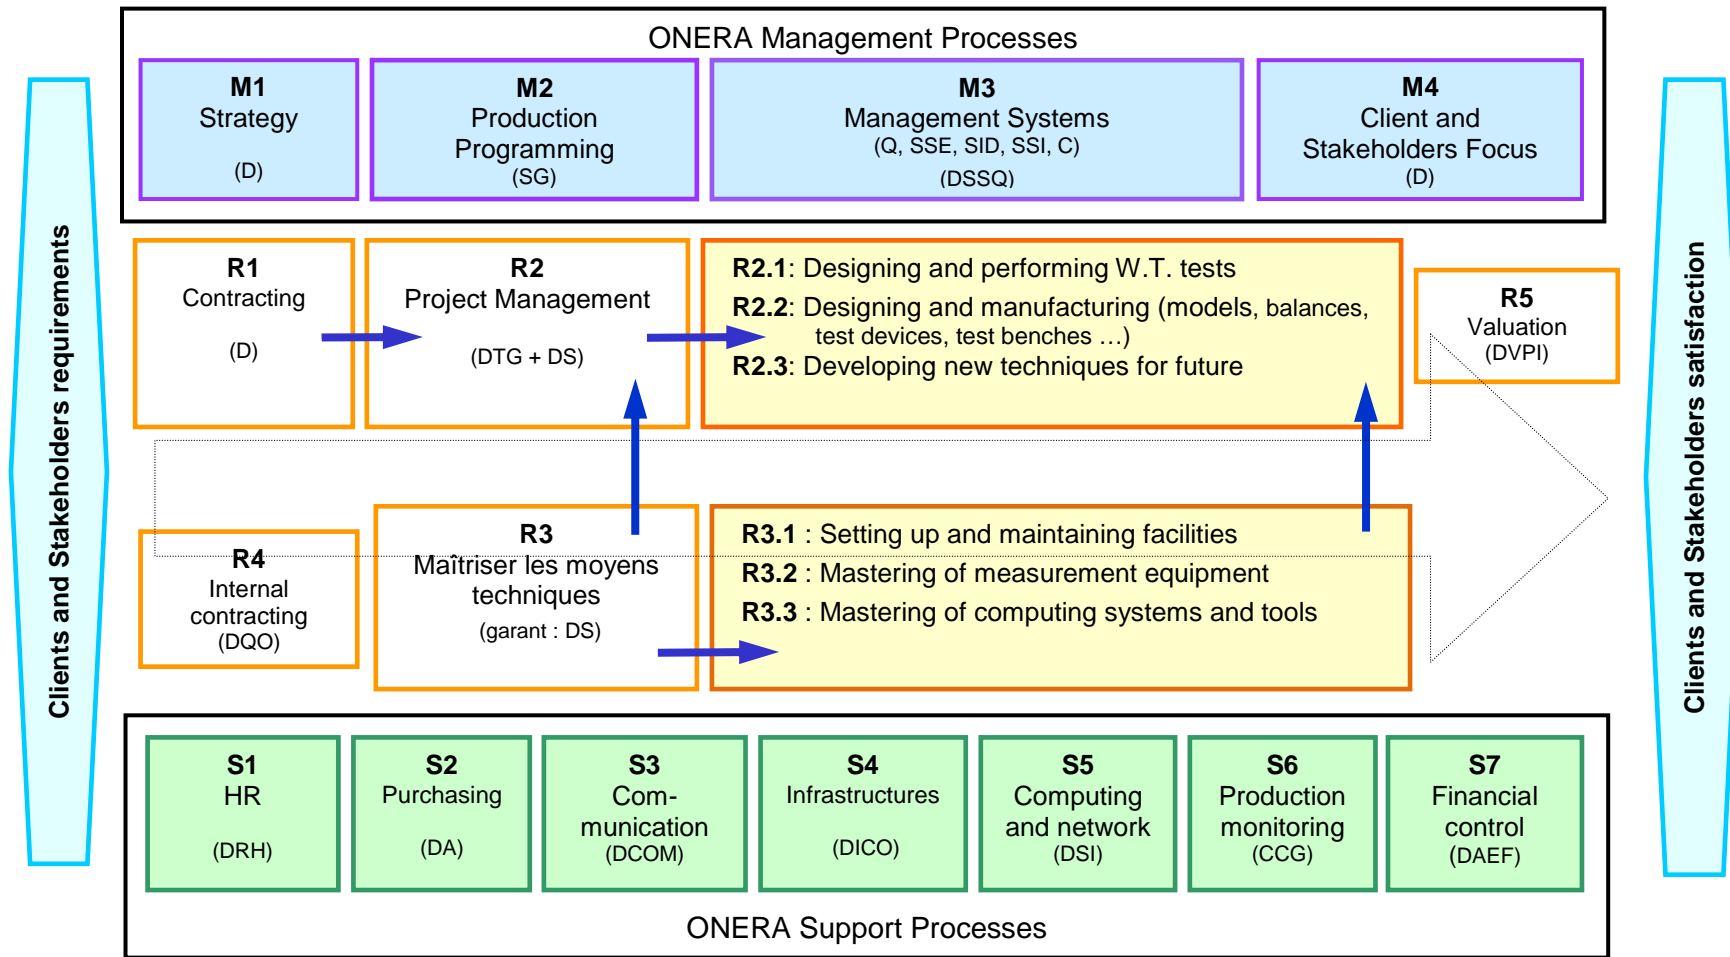 ONERA Management Processes
M1
Strategy
(D)
M2
Production
Programming
(SG)
M3
Management Systems
(Q, SSE, SID, SSI, C)
(DSSQ)
M4
Client and
Stakeholders Focus
(D)
Clients and Stakeholders requirements
R1
Contracting
(D)
R2
Project Management
(DTG + DS)
R2.1: Designing and performing W.T. tests
R2.2: Designing and manufacturing (models, balances,
test devices, test benches ...)
R2.3: Developing new techniques for future
R5
Valuation
(DVPI)
Clients and Stakeholders satisfaction
R4
Internal
contracting
(DQO)
R3
Maîtriser les moyens
techniques
(garant : DS)
R3.1 : Setting up and maintaining facilities
R3.2 : Mastering of measurement equipment
R3.3 : Mastering of computing systems and tools
S1
HR
(DRH)
S2
Purchasing
(DA)
S3
Com-
munication
(DCOM)
S4
Infrastructures
(DICO)
S5
Computing
and network
(DSI)
S6
Production
monitoring
(CCG)
S7
Financial
control
(DAEF)
ONERA Support Processes